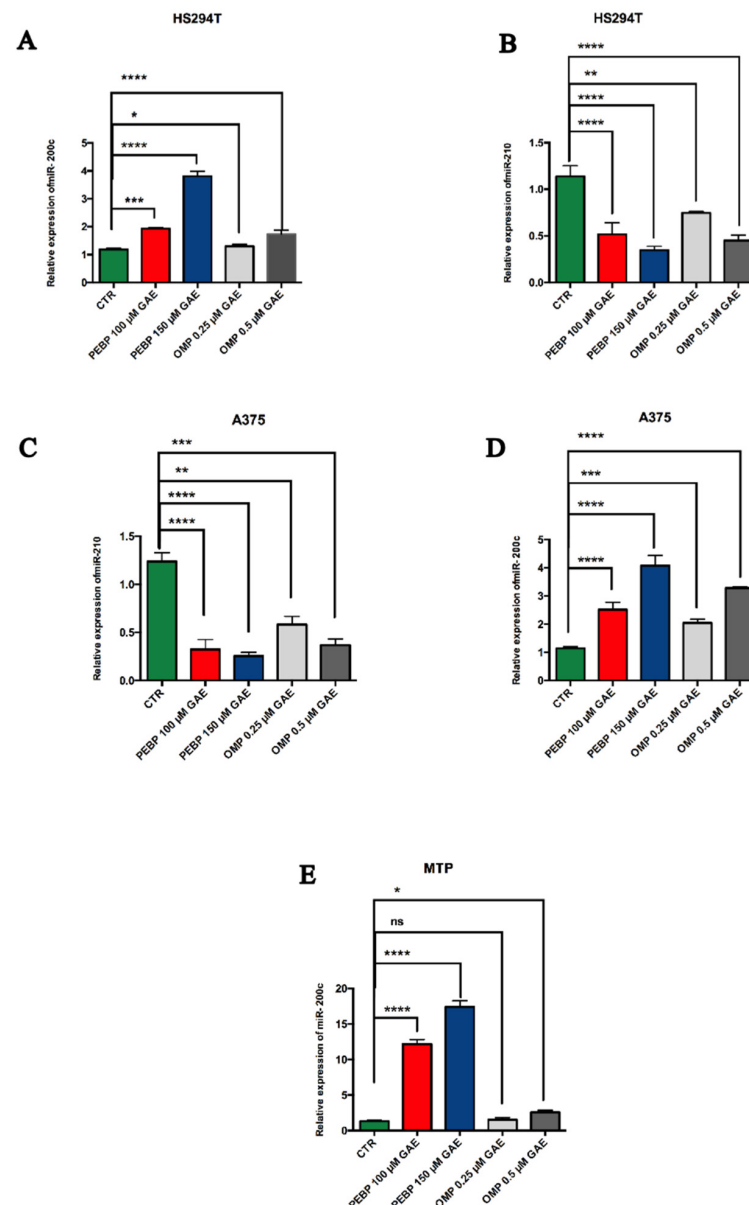 HS294T
A
****
*
****
***
Relative expression ofmiR- 200c
5
4
3
2
1
0
CTR
PEBP 100 µM GAE
PEBP 150 µM GAE
OMP 0.25 µM GAE
OMP 0.5 µM GAE
HS294T
B
****
**
****
****
Relative expression ofmiR-210
1.5
1.0
0.5
0.0
CTR
PEBP 100 µM GAE
PEBP 150 µM GAE
OMP 0.25 µM GAE
OMP 0.5 µM GAE
A375
C
***
**
****
****
Relative expression ofmiR-210
1.5
1.0
0.5
0.0
CTR
PEBP 100 µM GAE
PEBP 150 µM GAE
OMP 0.25 µM GAE
OMP 0.5 µM GAE
A375
D
****
***
****
****
Relative expression ofmiR- 200c
5
4
3
2
1
0
CTR
PEBP 100 µM GAE
PEBP 150 µM GAE
OMP 0.25 µM GAE
OMP 0.5 µM GAE
E
MTP
*
ns
****
****
Relative expression of miR- 200c
20
15
10
5
0
CTR
PEBP 100 µM GAE
PEBP 150 µM GAE
OMP 0.25 µM GAE
OMP 0.5 µM GAE